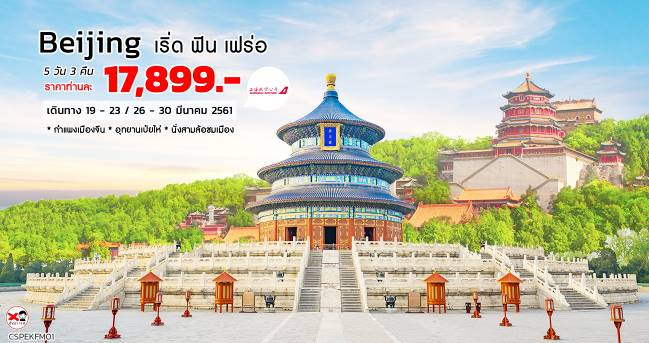 Beijing เริ่ด ฟิน เฟร่อ
5 วัน 3 คืน
ราคาท่านละ 17,899.-
เดินทาง 19 - 23 / 26 - 30 มีนาคม 2561
* กำแพงเมืองจีน * อุทยานเป๋ยไห่ * นั่งสามล้อชมเมือง
CSPEKFM01